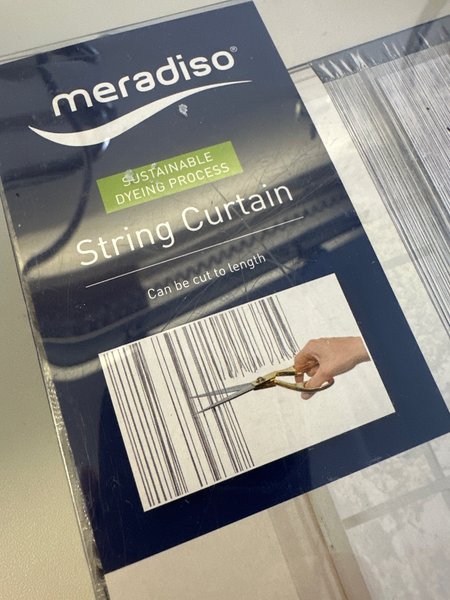 meradiso®
SUSTAINABLE
DYEING PROCESS
String Curtain
Can be cut to length